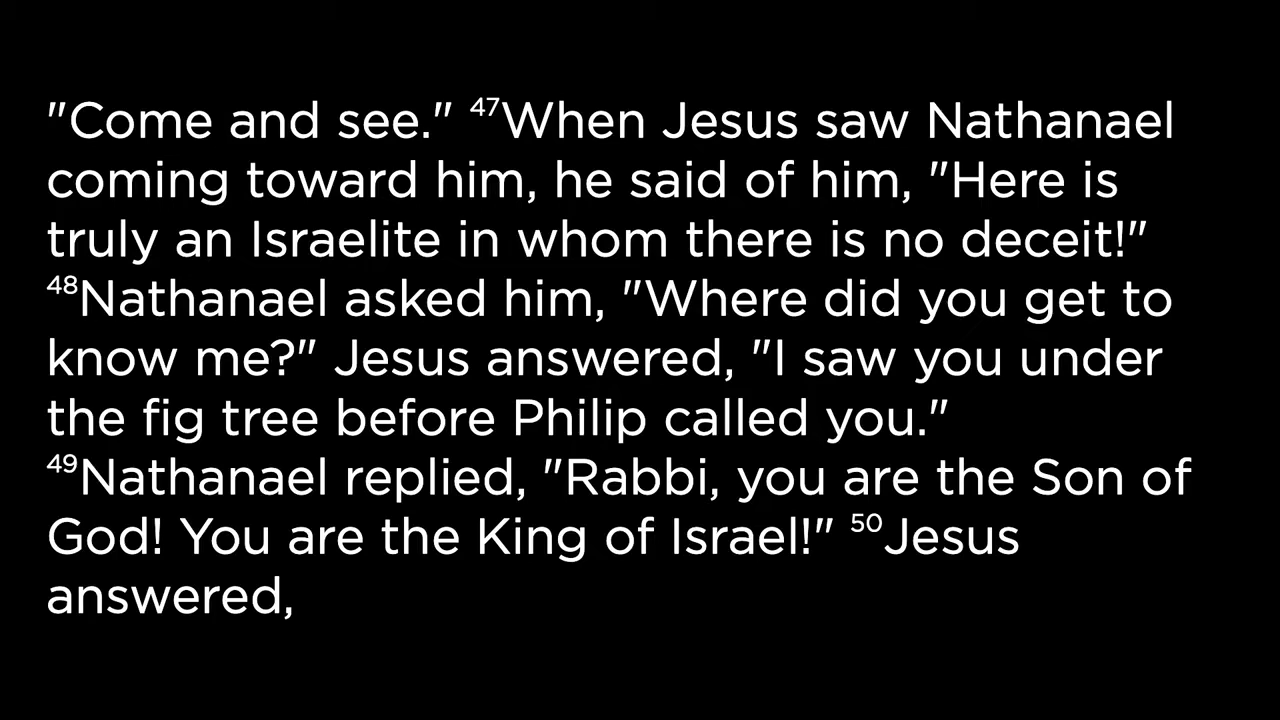 "Come and see." ⁴⁷When Jesus saw Nathanael
coming toward him, he said of him, "Here is
truly an Israelite in whom there is no deceit!"
⁴⁸Nathanael asked him, "Where did you get to
know me?" Jesus answered, "I saw you under
the fig tree before Philip called you."
⁴⁹Nathanael replied, "Rabbi, you are the Son of
God! You are the King of Israel!" ⁵⁰Jesus
answered,